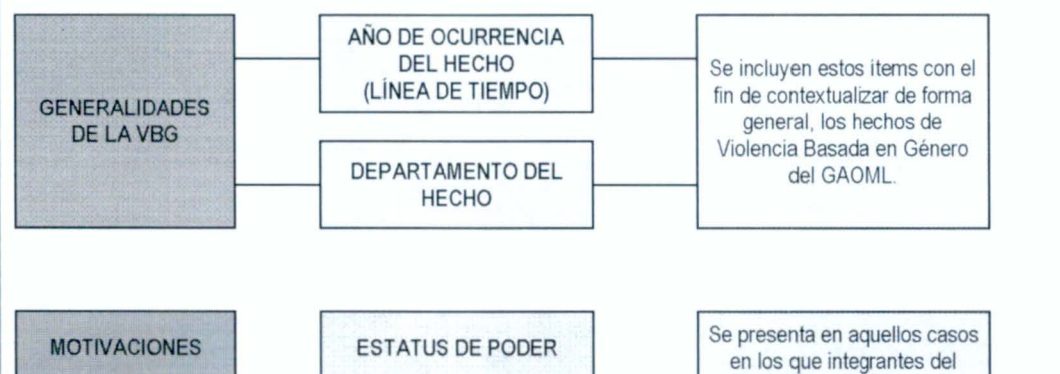 GENERALIDADES
DE LA VBG
AÑO DE OCURRENCIA
DEL HECHO
(LÍNEA DE TIEMPO)
DEPARTAMENTO DEL
HECHO
Se incluyen estos items con el
fin de contextualizar de forma
general, los hechos de
Violencia Basada en Género
del GAOML.
MOTIVACIONES
ESTATUS DE PODER
Se presenta en aquellos casos
en los que integrantes del